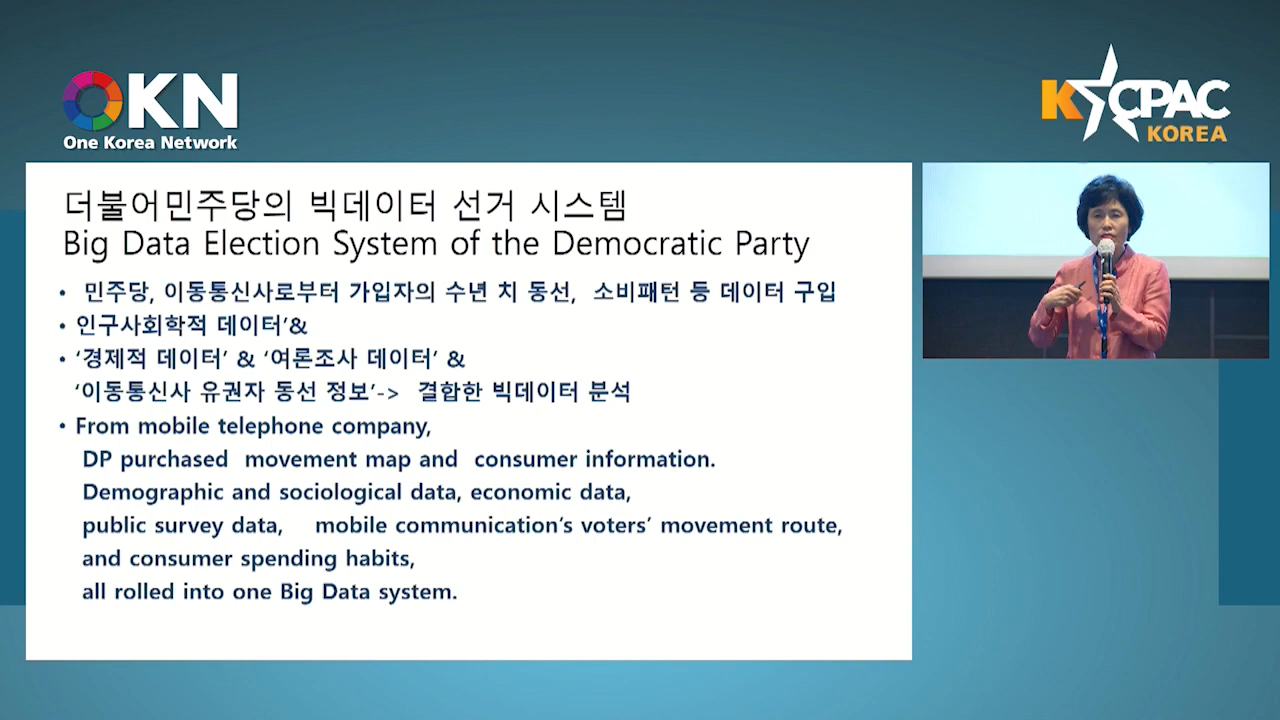 OKN
One Korea Network
KCPAC
KOREA
더불어민주당의 빅데이터 선거 시스템
Big Data Election System of the Democratic Party
• 민주당, 이동통신사로부터 가입자의 수년 치 동선, 소비패턴 등 데이터 구입
• 인구사회학적 데이터’&
• ‘경제적 데이터’ & ‘여론조사 데이터’ &
‘이동통신사 유권자 동선 정보’-> 결합한 빅데이터 분석
• From mobile telephone company,
DP purchased movement map and consumer information.
Demographic and sociological data, economic data,
public survey data, mobile communication’s voters’ movement route,
and consumer spending habits,
all rolled into one Big Data system.